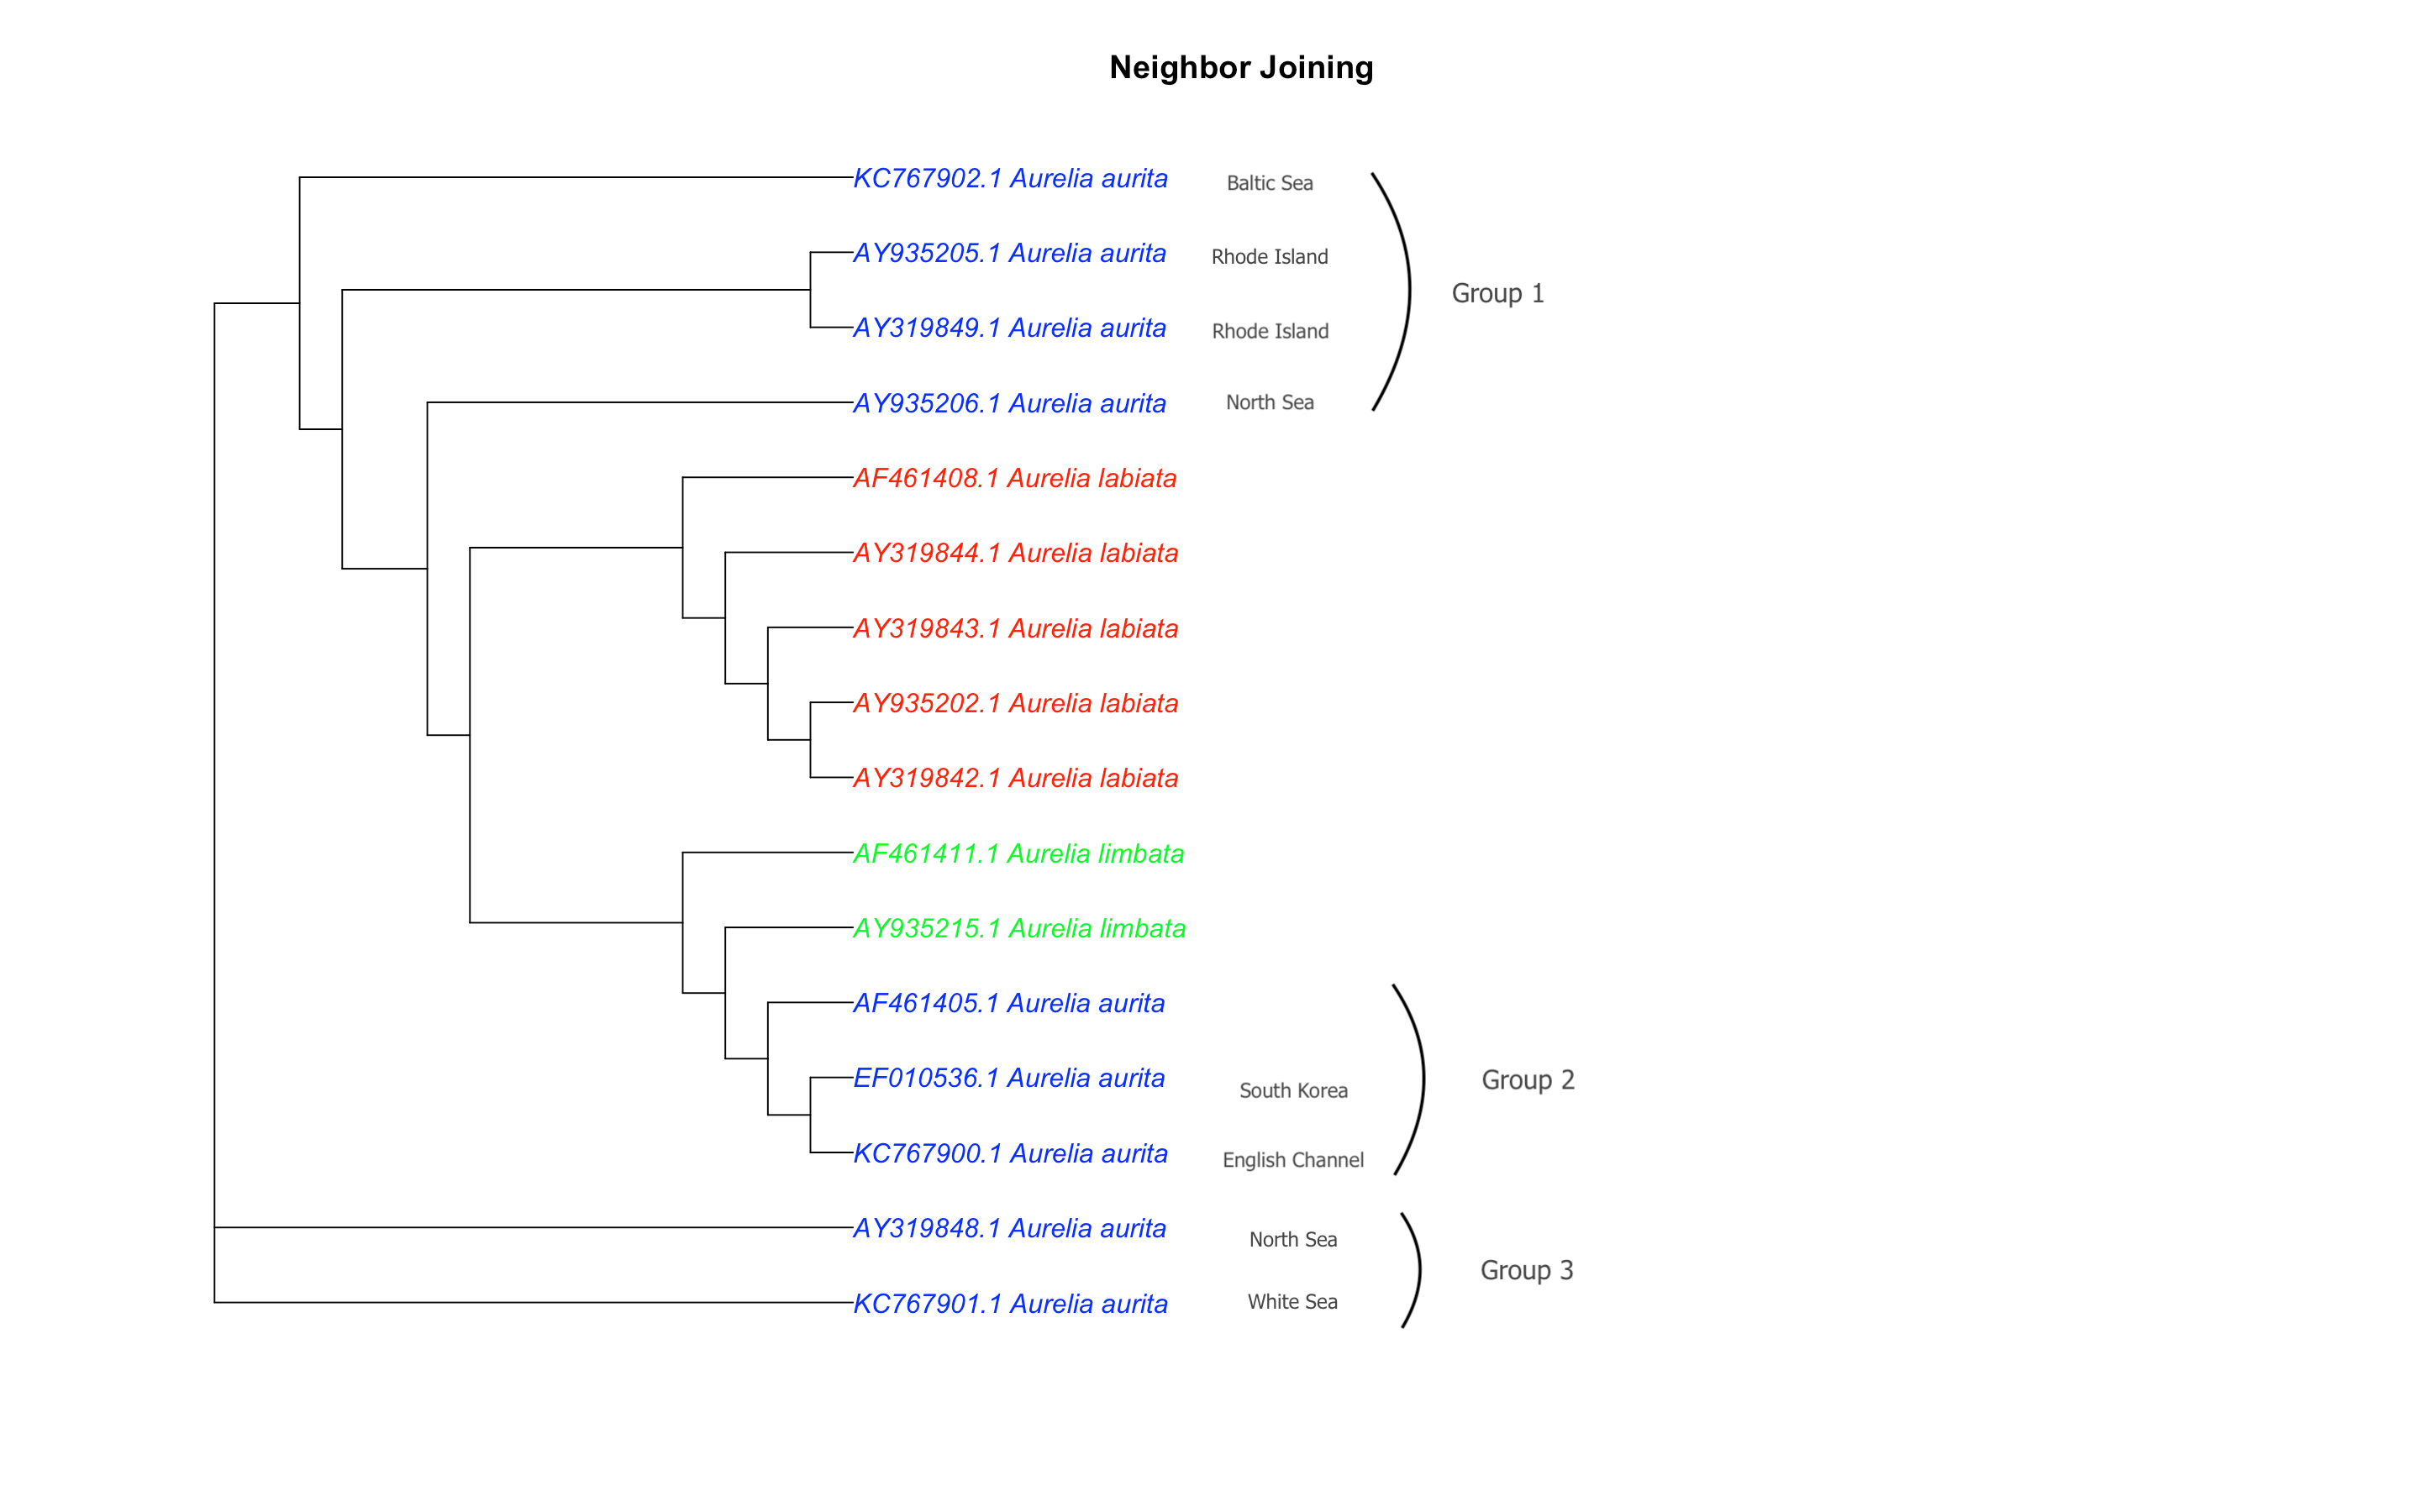 Neighbor Joining
KC767902.1 Aurelia aurita Baltic Sea
AY935205.1 Aurelia aurita Rhode Island
Group 1
AY319849.1 Aurelia aurita Rhode Island
AY935206.1 Aurelia aurita North Sea
AF461408.1 Aurelia labiata
AY319844.1 Aurelia labiata
AY319843.1 Aurelia labiata
AY935202.1 Aurelia labiata
AY319842.1 Aurelia labiata
AF461411.1 Aurelia limbata
AY935215.1 Aurelia limbata
AF461405.1 Aurelia aurita
EF010536.1 Aurelia aurita South Korea
Group 2
KC767900.1 Aurelia aurita English Channel
AY319848.1 Aurelia aurita North Sea
Group 3
KC767901.1 Aurelia aurita White Sea